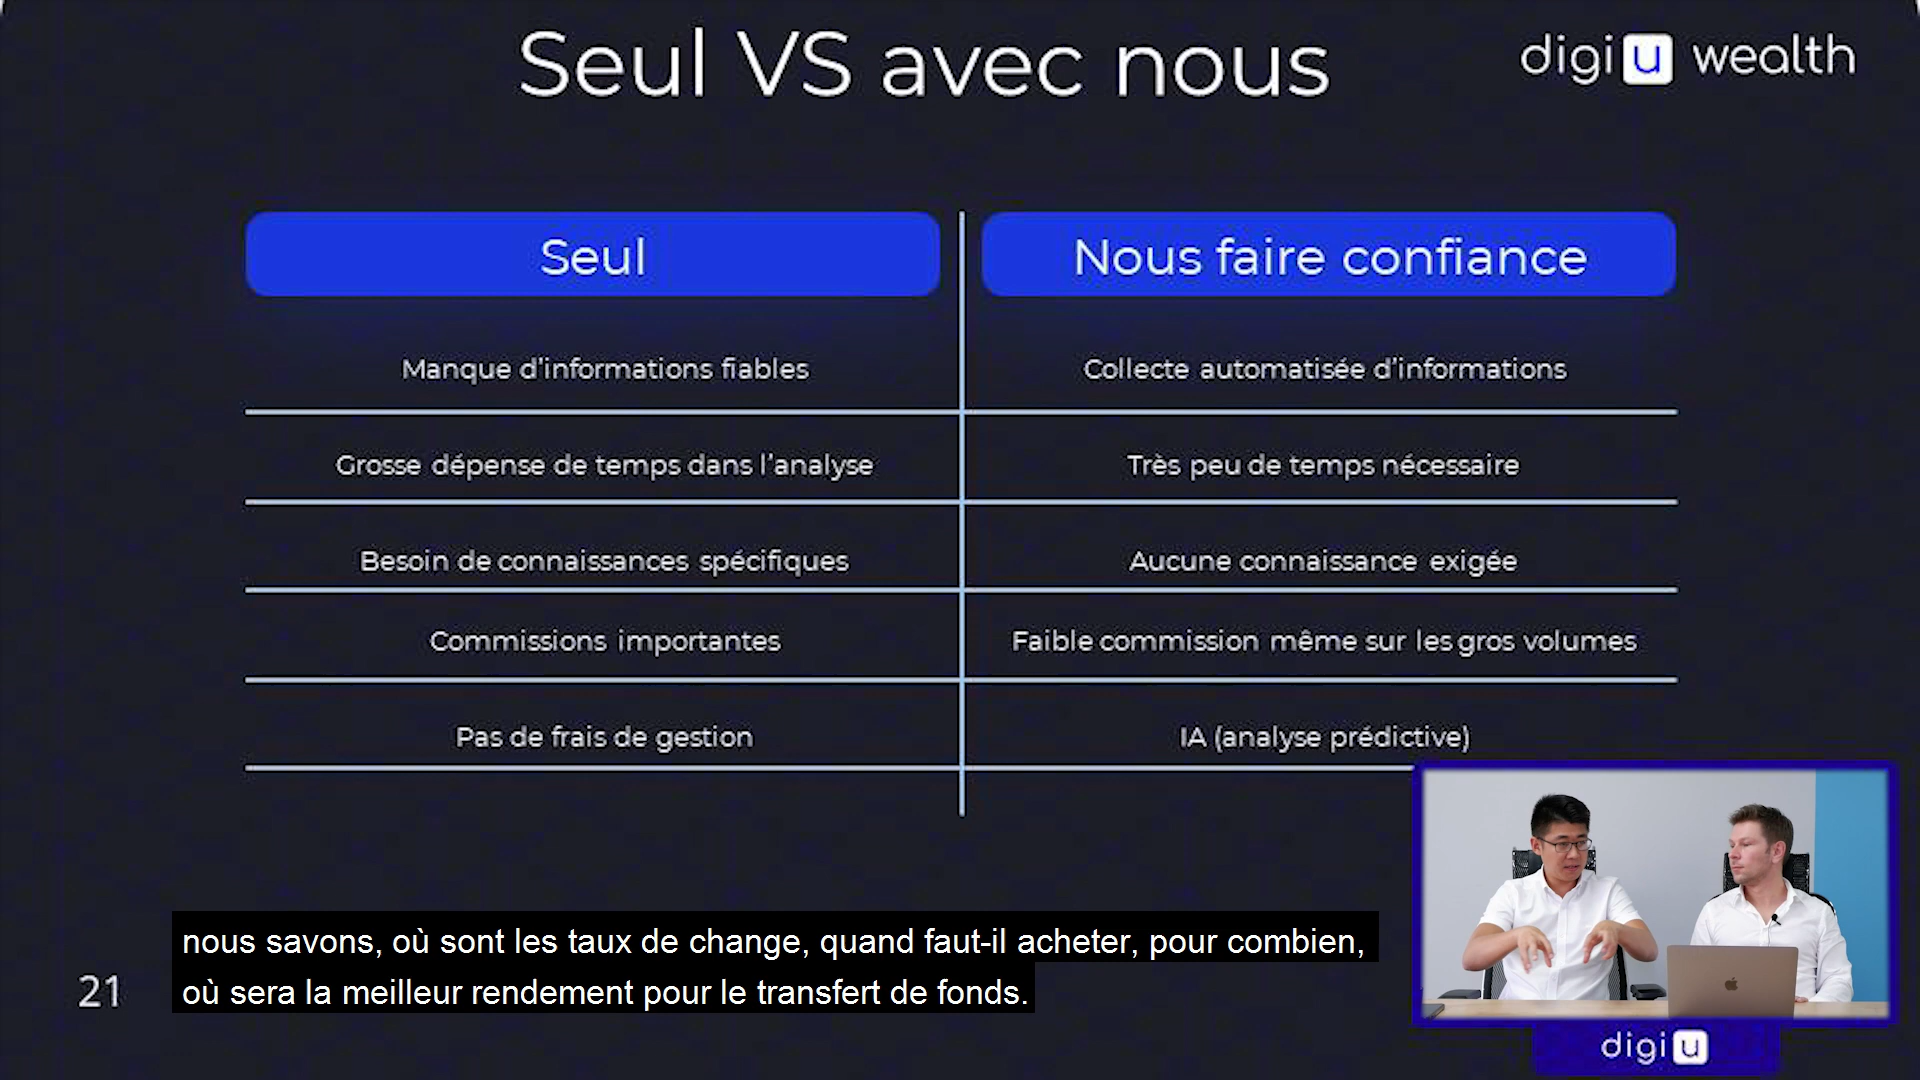 Seul VS avec nous
digi u wealth
Seul
Nous faire confiance
Manque d'informations fiables
Collecte automatisée d'informations
Grosse dépense de temps dans l'analyse
Très peu de temps nécessaire
Besoin de connaissances spécifiques
Aucune connaissance exigée
Commissions importantes
Faible commission même sur les gros volumes
Pas de frais de gestion
IA (analyse prédictive)
nous savons, où sont les taux de change, quand faut-il acheter, pour combien,
où sera la meilleur rendement pour le transfert de fonds.
21
digi u